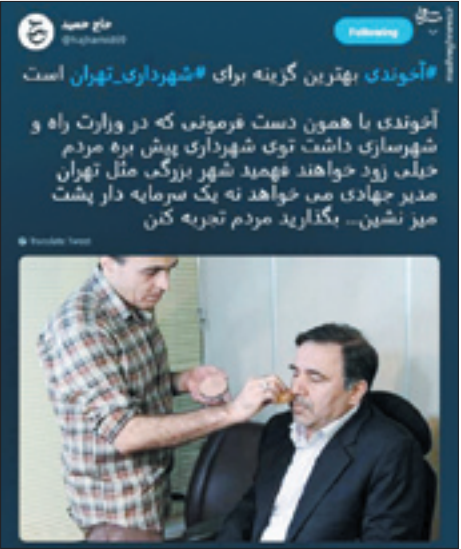 حاج حمید
Following
#آخوندی بهترین گزینه برای #شهرداری_تهران است
آخوندی با همون دست فرمونی که در وزارت راه و
شهرسازی داشت توی شهرداری پیش بره مردم
خیلی زود خواهند فهمید شهر بزرگی مثل تهران
مدیر جهادی می خواهد نه یک سرمایه دار پشت
میز نشین... بگذارید مردم تجربه کنن
Translate Tweet